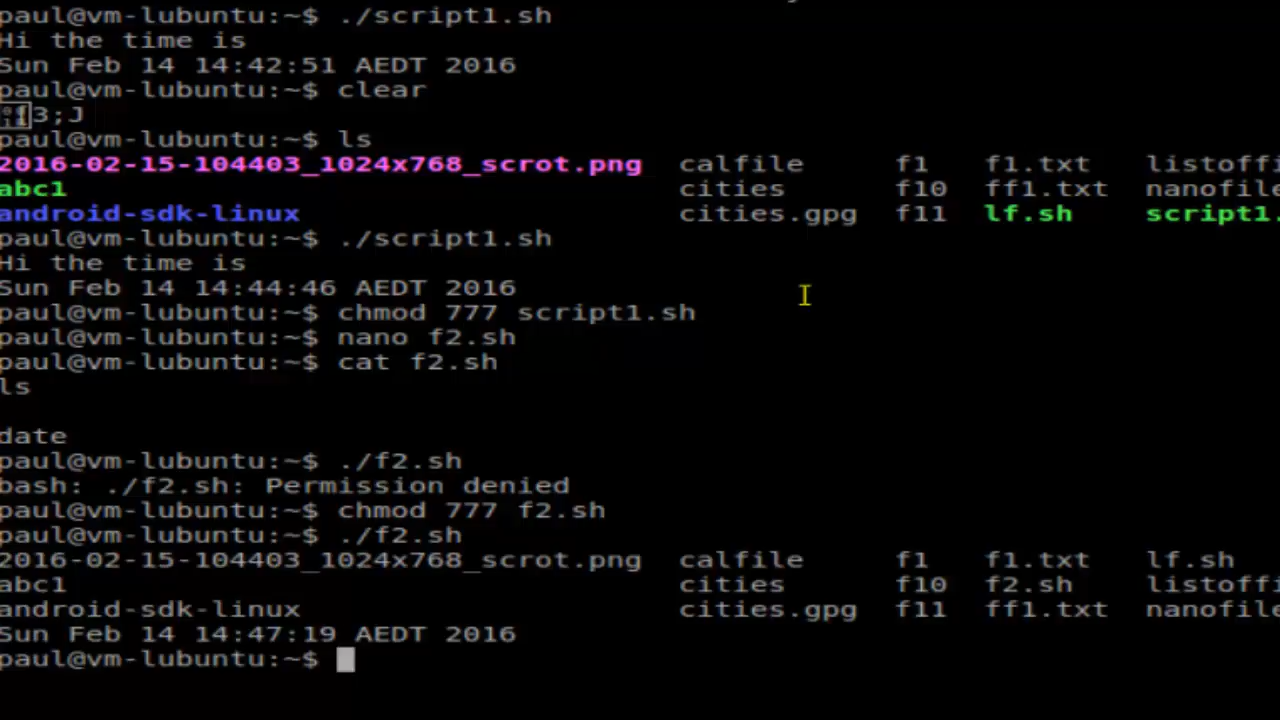 paul@vm-lubuntu:~$ ./script1.sh
Hi the time is
Sun Feb 14 14:42:51 AEDT 2016
paul@vm-lubuntu:~$ clear
[3;J
paul@vm-lubuntu:~$ ls
2016-02-15-104403_1024x768_scrot.png calfile f1 f1.txt listoffi
abc1 cities f10 ff1.txt nanofile
android-sdk-linux cities.gpg f11 lf.sh script1.
paul@vm-lubuntu:~$ ./script1.sh
Hi the time is
Sun Feb 14 14:44:46 AEDT 2016
paul@vm-lubuntu:~$ chmod 777 script1.sh
paul@vm-lubuntu:~$ nano f2.sh
paul@vm-lubuntu:~$ cat f2.sh
ls
date
paul@vm-lubuntu:~$ ./f2.sh
bash: ./f2.sh: Permission denied
paul@vm-lubuntu:~$ chmod 777 f2.sh
paul@vm-lubuntu:~$ ./f2.sh
2016-02-15-104403_1024x768_scrot.png calfile f1 f1.txt lf.sh
abc1 cities f10 f2.sh listoffi
android-sdk-linux cities.gpg f11 ff1.txt nanofile
Sun Feb 14 14:47:19 AEDT 2016
paul@vm-lubuntu:~$